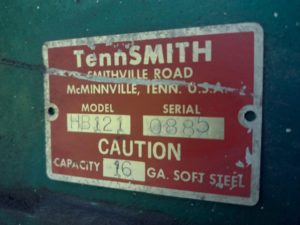 TennSMITH
SMITHVILLE ROAD
McMINNVILLE, TENN. U.S.A.
MODEL SERIAL
HB121 0885
CAUTION
CAPACITY 16 GA. SOFT STEEL